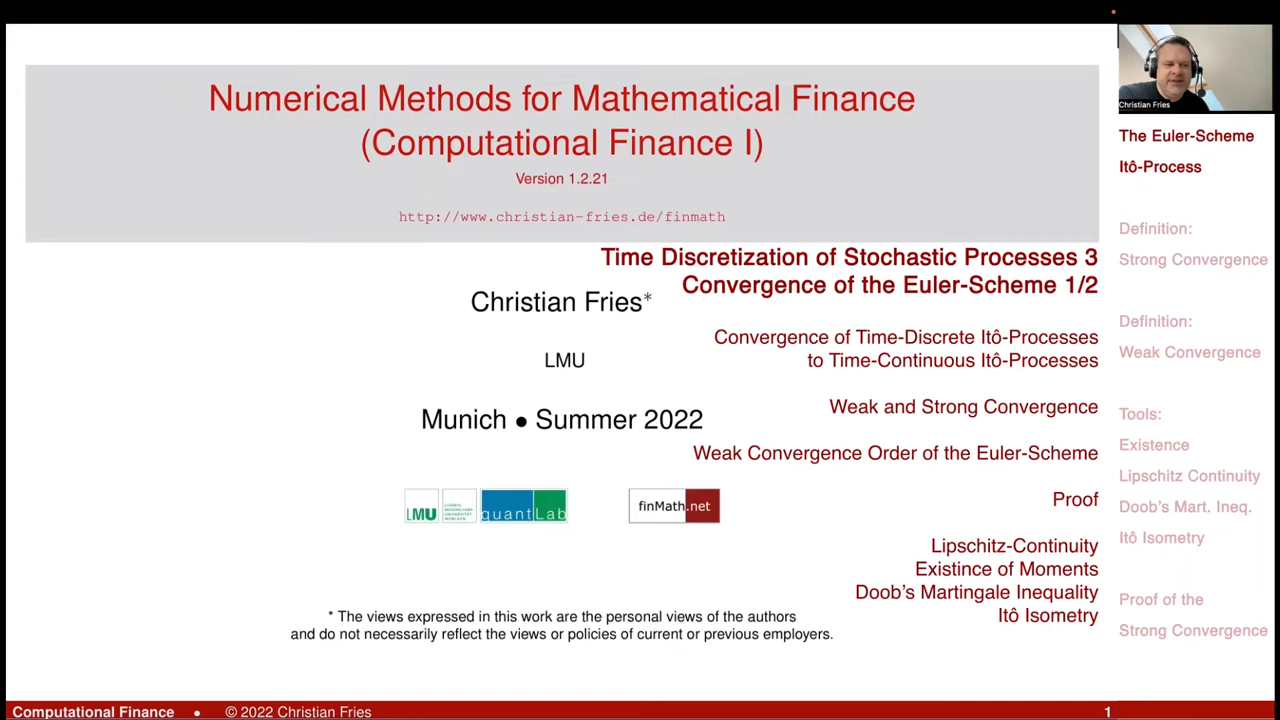 Numerical Methods for Mathematical Finance
(Computational Finance I)
Version 1.2.21
http://www.christian-fries.de/finmath
Time Discretization of Stochastic Processes 3
Convergence of the Euler-Scheme 1/2
Christian Fries*
Convergence of Time-Discrete Itô-Processes
to Time-Continuous Itô-Processes
LMU
Weak and Strong Convergence
Munich • Summer 2022
Weak Convergence Order of the Euler-Scheme
Proof
LMU
quantLab
finMath.net
Lipschitz-Continuity
Existince of Moments
Doob's Martingale Inequality
Itô Isometry
* The views expressed in this work are the personal views of the authors
and do not necessarily reflect the views or policies of current or previous employers.
Christian Fries
The Euler-Scheme
Itô-Process
Definition:
Strong Convergence
Definition:
Weak Convergence
Tools:
Existence
Lipschitz Continuity
Doob's Mart. Ineq.
Itô Isometry
Proof of the
Strong Convergence
Computational Finance • © 2022 Christian Fries
1